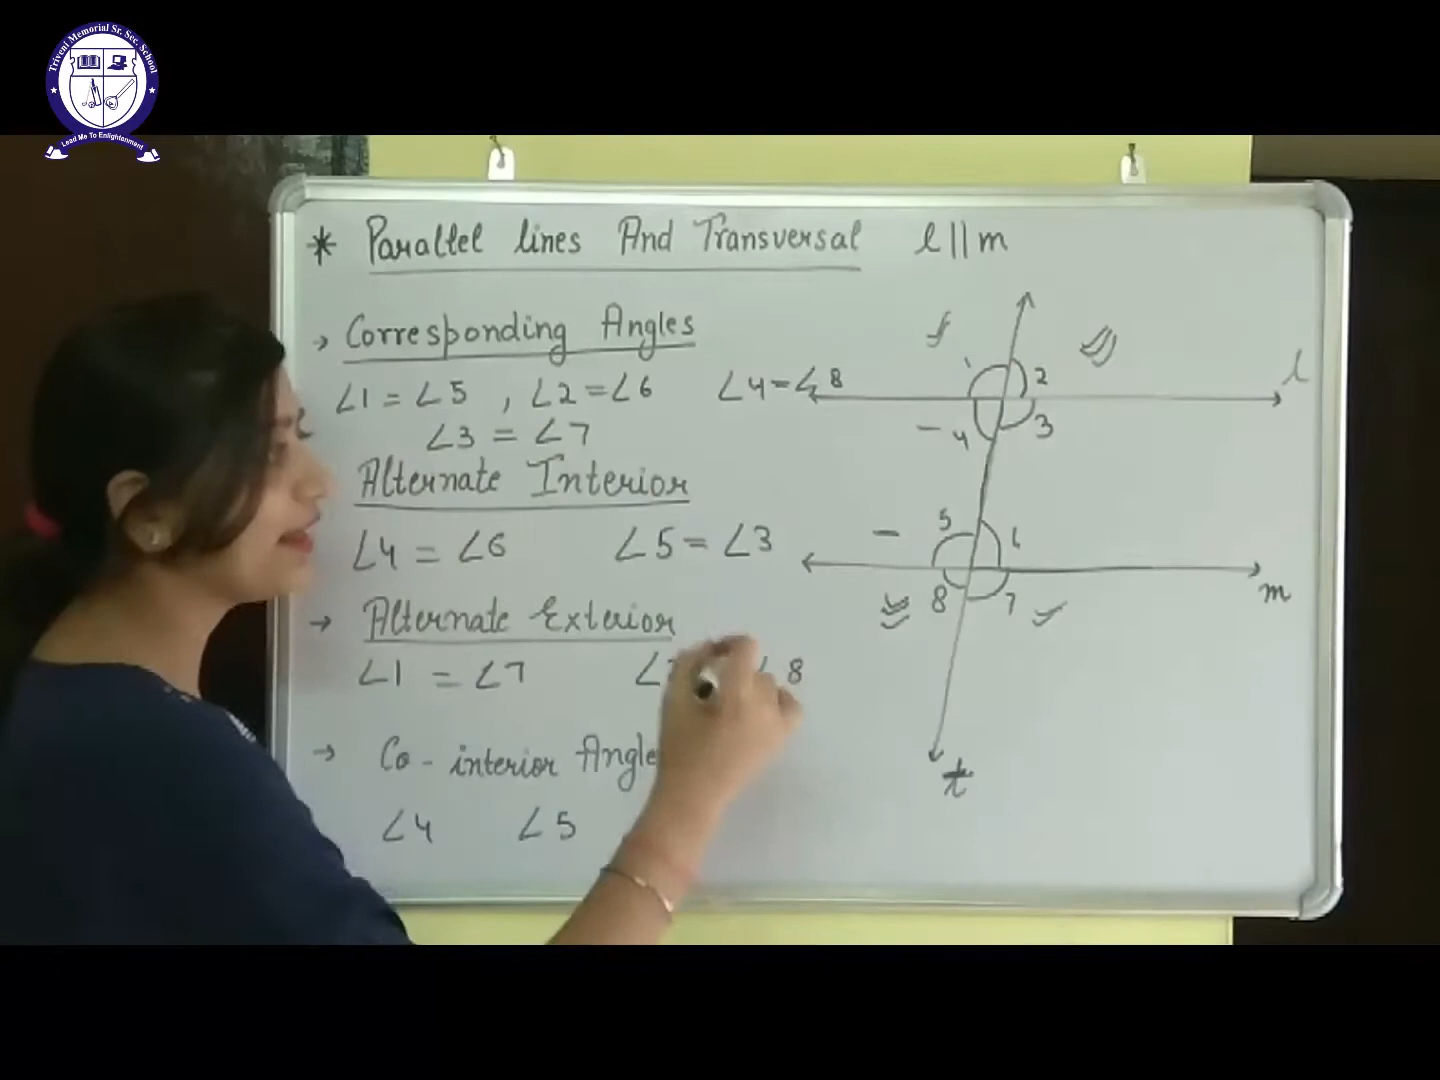 Triveni Memorial Sr. Sec. School
Lead Me To Enlightenment
* Parallel lines And Transversal l || m
→ Corresponding Angles
∠1 = ∠5 , ∠2 = ∠6 ∠4 = ∠8
∠3 = ∠7
Alternate Interior
∠4 = ∠6 ∠5 = ∠3
→ Alternate Exterior
∠1 = ∠7 ∠ ∠8
→ Co - interior Angle
∠4 ∠5
1 2 l
4 3
5 6
8 7 m
t